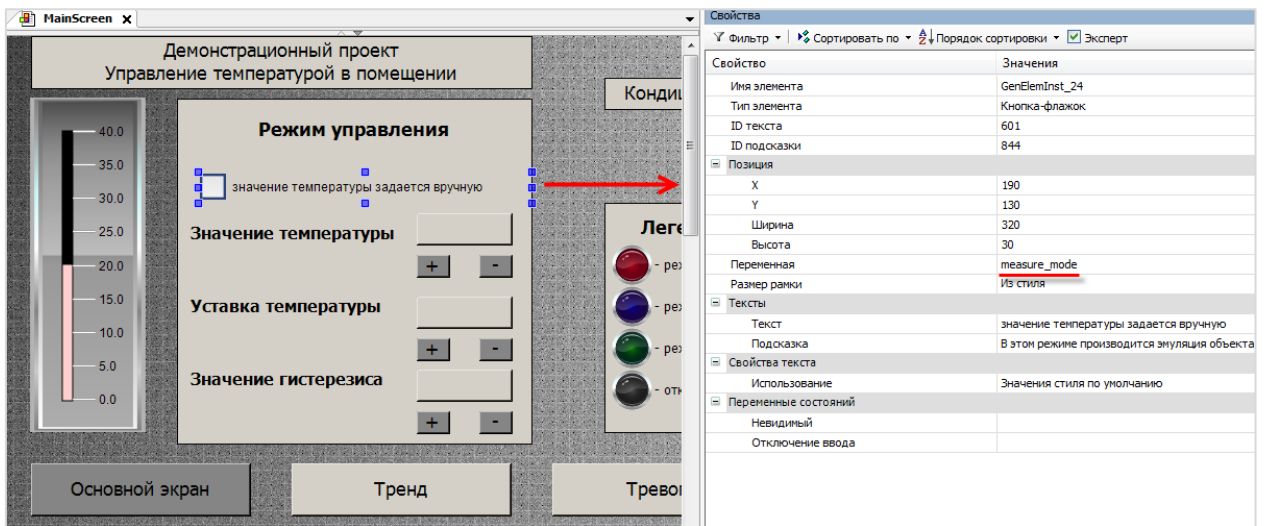 MainScreen X
Демонстрационный проект
Управление температурой в помещении
Режим управления
значение температуры задается вручную
Значение температуры
+ -
Уставка температуры
+ -
Значение гистерезиса
+ -
40.0
35.0
30.0
25.0
20.0
15.0
10.0
5.0
0.0
Кондиц
Леге
- реж
- реж
- реж
- отк
Основной экран
Тренд
Тревог
Свойства
Фильтр Сортировать по Порядок сортировки Эксперт
Свойство Значения
Имя элемента GenElemInst_24
Тип элемента Кнопка-флажок
ID текста 601
ID подсказки 844
Позиция
X 190
Y 130
Ширина 320
Высота 30
Переменная measure_mode
Размер рамки Из стиля
Тексты
Текст значение температуры задается вручную
Подсказка В этом режиме производится эмуляция объекта
Свойства текста
Использование Значения стиля по умолчанию
Переменные состояний
Невидимый
Отключение ввода